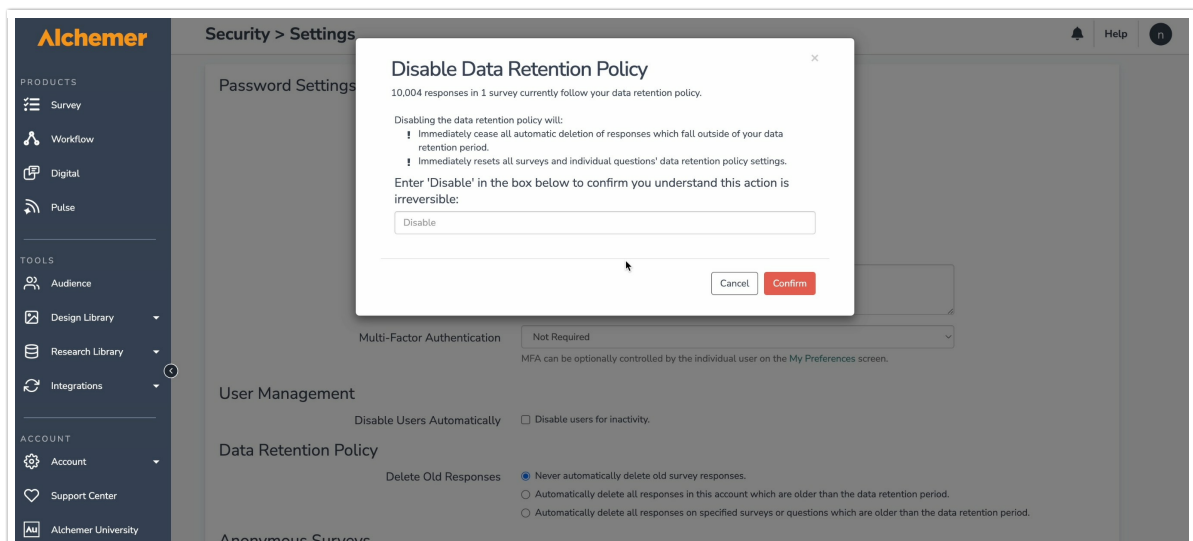 Alchemer
PRODUCTS
Survey
Workflow
Digital
Pulse
TOOLS
Audience
Design Library
Research Library
Integrations
ACCOUNT
Account
Support Center
Au Alchemer University
Security > Settings
Help
n
Password Settings
Disable Data Retention Policy
×
10,004 responses in 1 survey currently follow your data retention policy.
Disabling the data retention policy will:
! Immediately cease all automatic deletion of responses which fall outside of your data
retention period.
! Immediately resets all surveys and individual questions' data retention policy settings.
Enter 'Disable' in the box below to confirm you understand this action is
irreversible:
Disable
Cancel
Confirm
Multi-Factor Authentication
Not Required
MFA can be optionally controlled by the individual user on the My Preferences screen.
User Management
Disable Users Automatically
Disable users for inactivity.
Data Retention Policy
Delete Old Responses
Never automatically delete old survey responses.
Automatically delete all responses in this account which are older than the data retention period.
Automatically delete all responses on specified surveys or questions which are older than the data retention period.
Anonymous Surveys